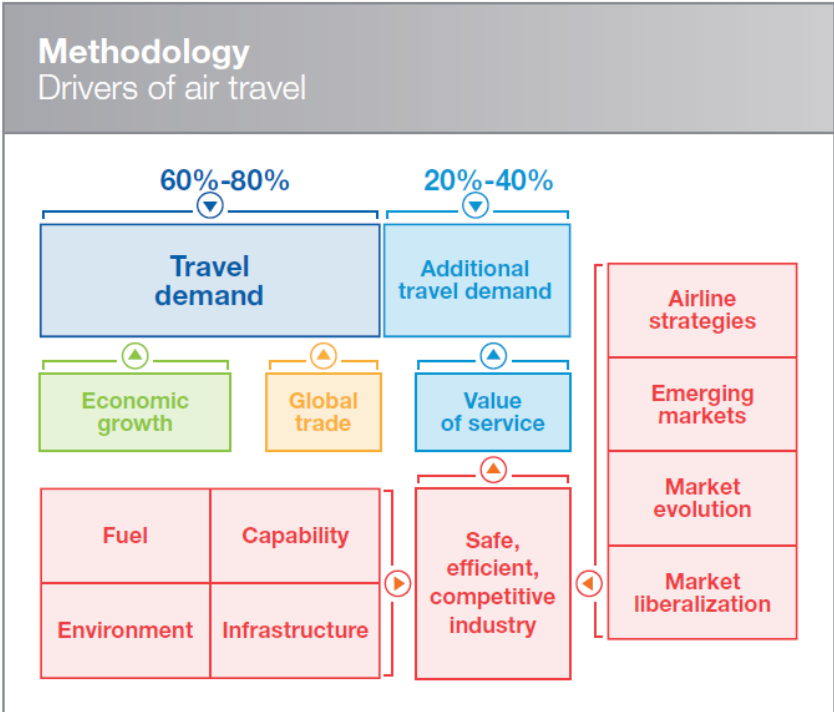 Methodology
Drivers of air travel
60%-80%
20%-40%
Travel
demand
Additional
travel demand
Economic
growth
Global
trade
Value
of service
Fuel
Capability
Environment
Infrastructure
Safe,
efficient,
competitive
industry
Airline
strategies
Emerging
markets
Market
evolution
Market
liberalization